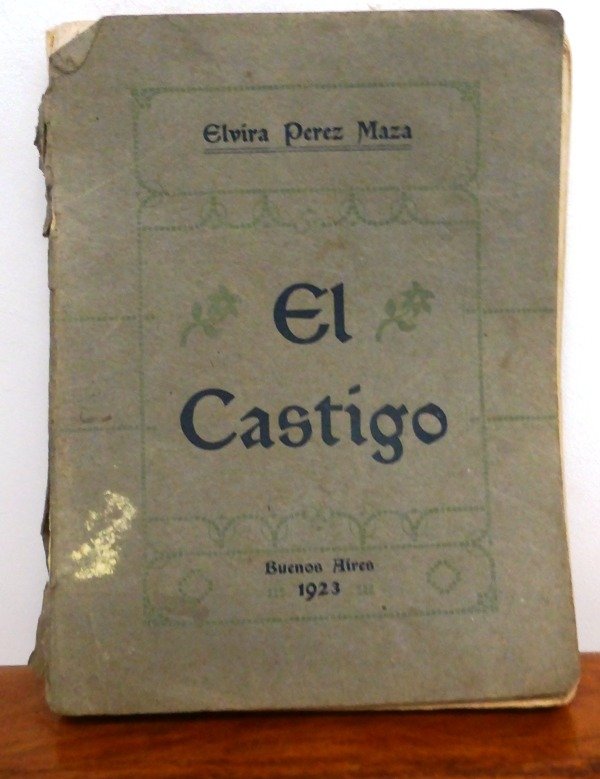 Elvira Perez Maza
El
Castigo
Buenos Aires
1923